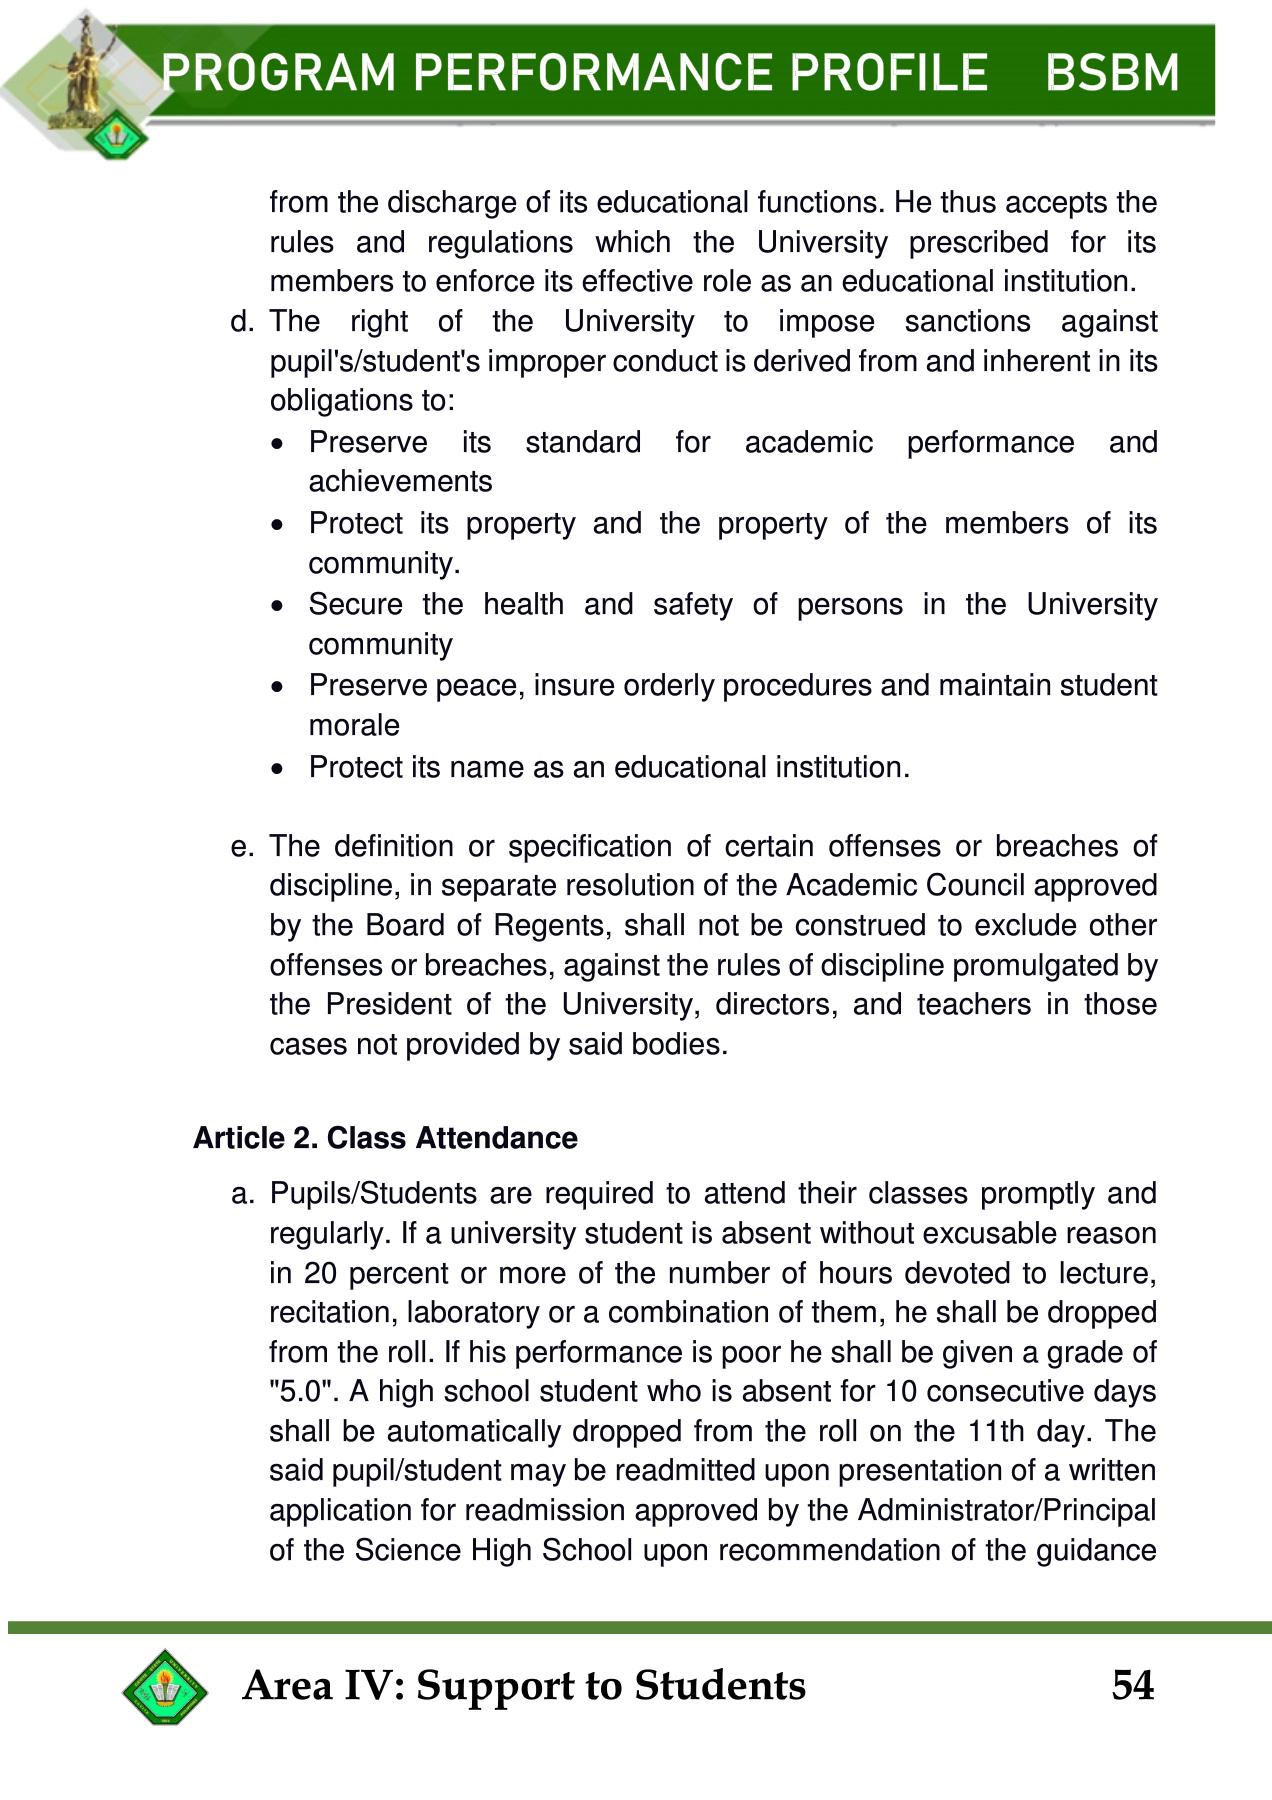 PROGRAM PERFORMANCE PROFILE BSBM
from the discharge of its educational functions. He thus accepts the
rules and regulations which the University prescribed for its
members to enforce its effective role as an educational institution.
d. The right of the University to impose sanctions against
pupil's/student's improper conduct is derived from and inherent in its
obligations to:
• Preserve its standard for academic performance and
achievements
• Protect its property and the property of the members of its
community.
• Secure the health and safety of persons in the University
community
• Preserve peace, insure orderly procedures and maintain student
morale
• Protect its name as an educational institution.
e. The definition or specification of certain offenses or breaches of
discipline, in separate resolution of the Academic Council approved
by the Board of Regents, shall not be construed to exclude other
offenses or breaches, against the rules of discipline promulgated by
the President of the University, directors, and teachers in those
cases not provided by said bodies.
Article 2. Class Attendance
a. Pupils/Students are required to attend their classes promptly and
regularly. If a university student is absent without excusable reason
in 20 percent or more of the number of hours devoted to lecture,
recitation, laboratory or a combination of them, he shall be dropped
from the roll. If his performance is poor he shall be given a grade of
"5.0". A high school student who is absent for 10 consecutive days
shall be automatically dropped from the roll on the 11th day. The
said pupil/student may be readmitted upon presentation of a written
application for readmission approved by the Administrator/Principal
of the Science High School upon recommendation of the guidance
Area IV: Support to Students 54